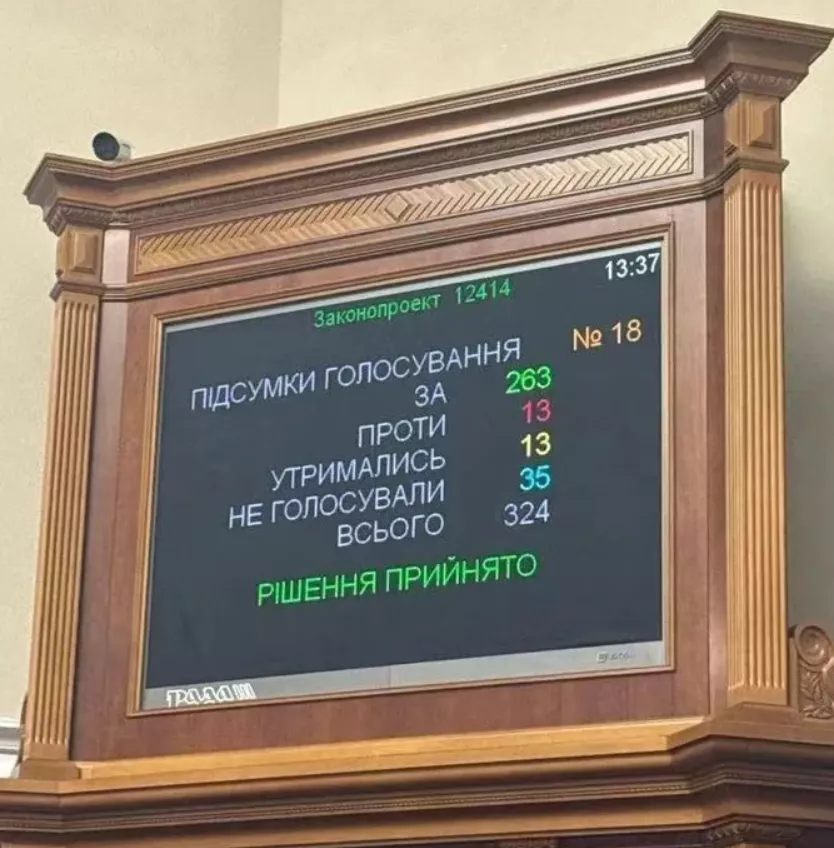 13:37
Законопроект 12414
№ 18
ПІДСУМКИ ГОЛОСУВАННЯ
ЗА 263
ПРОТИ 13
УТРИМАЛИСЬ 13
НЕ ГОЛОСУВАЛИ 35
ВСЬОГО 324
РІШЕННЯ ПРИЙНЯТО